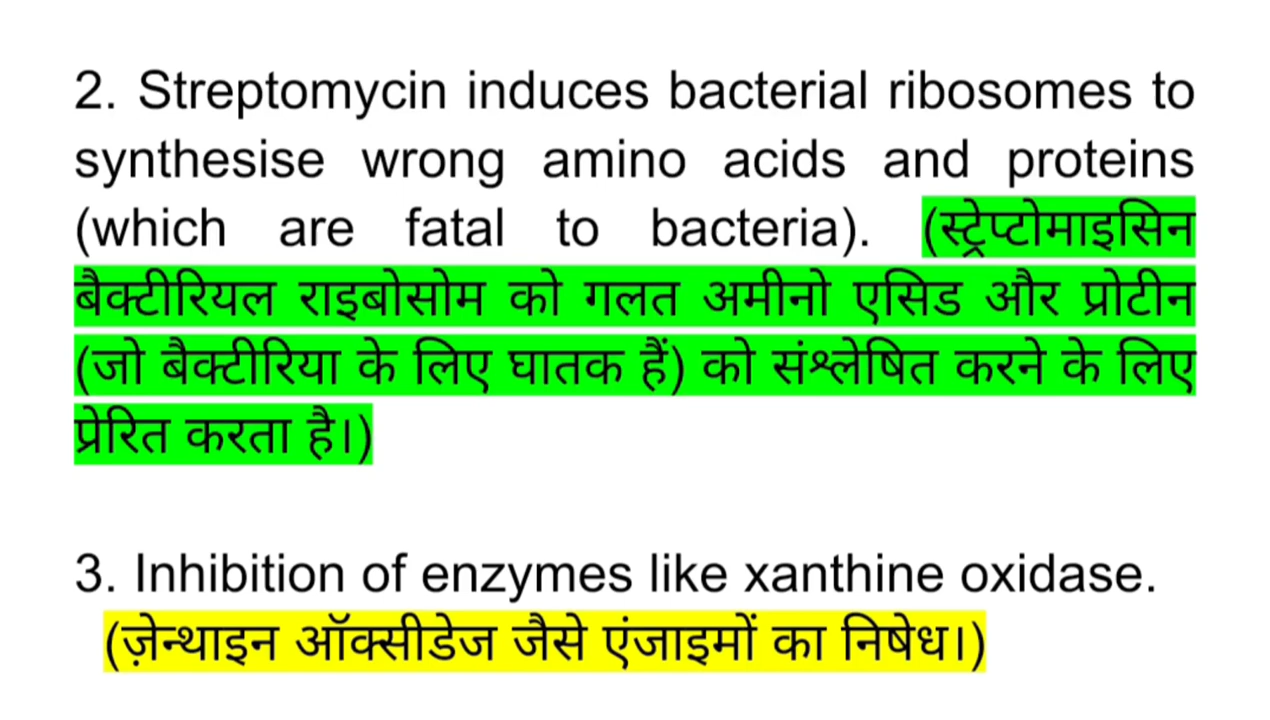 2. Streptomycin induces bacterial ribosomes to
synthesise wrong amino acids and proteins
(which are fatal to bacteria). (स्ट्रेप्टोमाइसिन
बैक्टीरियल राइबोसोम को गलत अमीनो एसिड और प्रोटीन
(जो बैक्टीरिया के लिए घातक हैं) को संश्लेषित करने के लिए
प्रेरित करता है।)
3. Inhibition of enzymes like xanthine oxidase.
(ज़ेन्थाइन ऑक्सीडेज जैसे एंजाइमों का निषेध।)